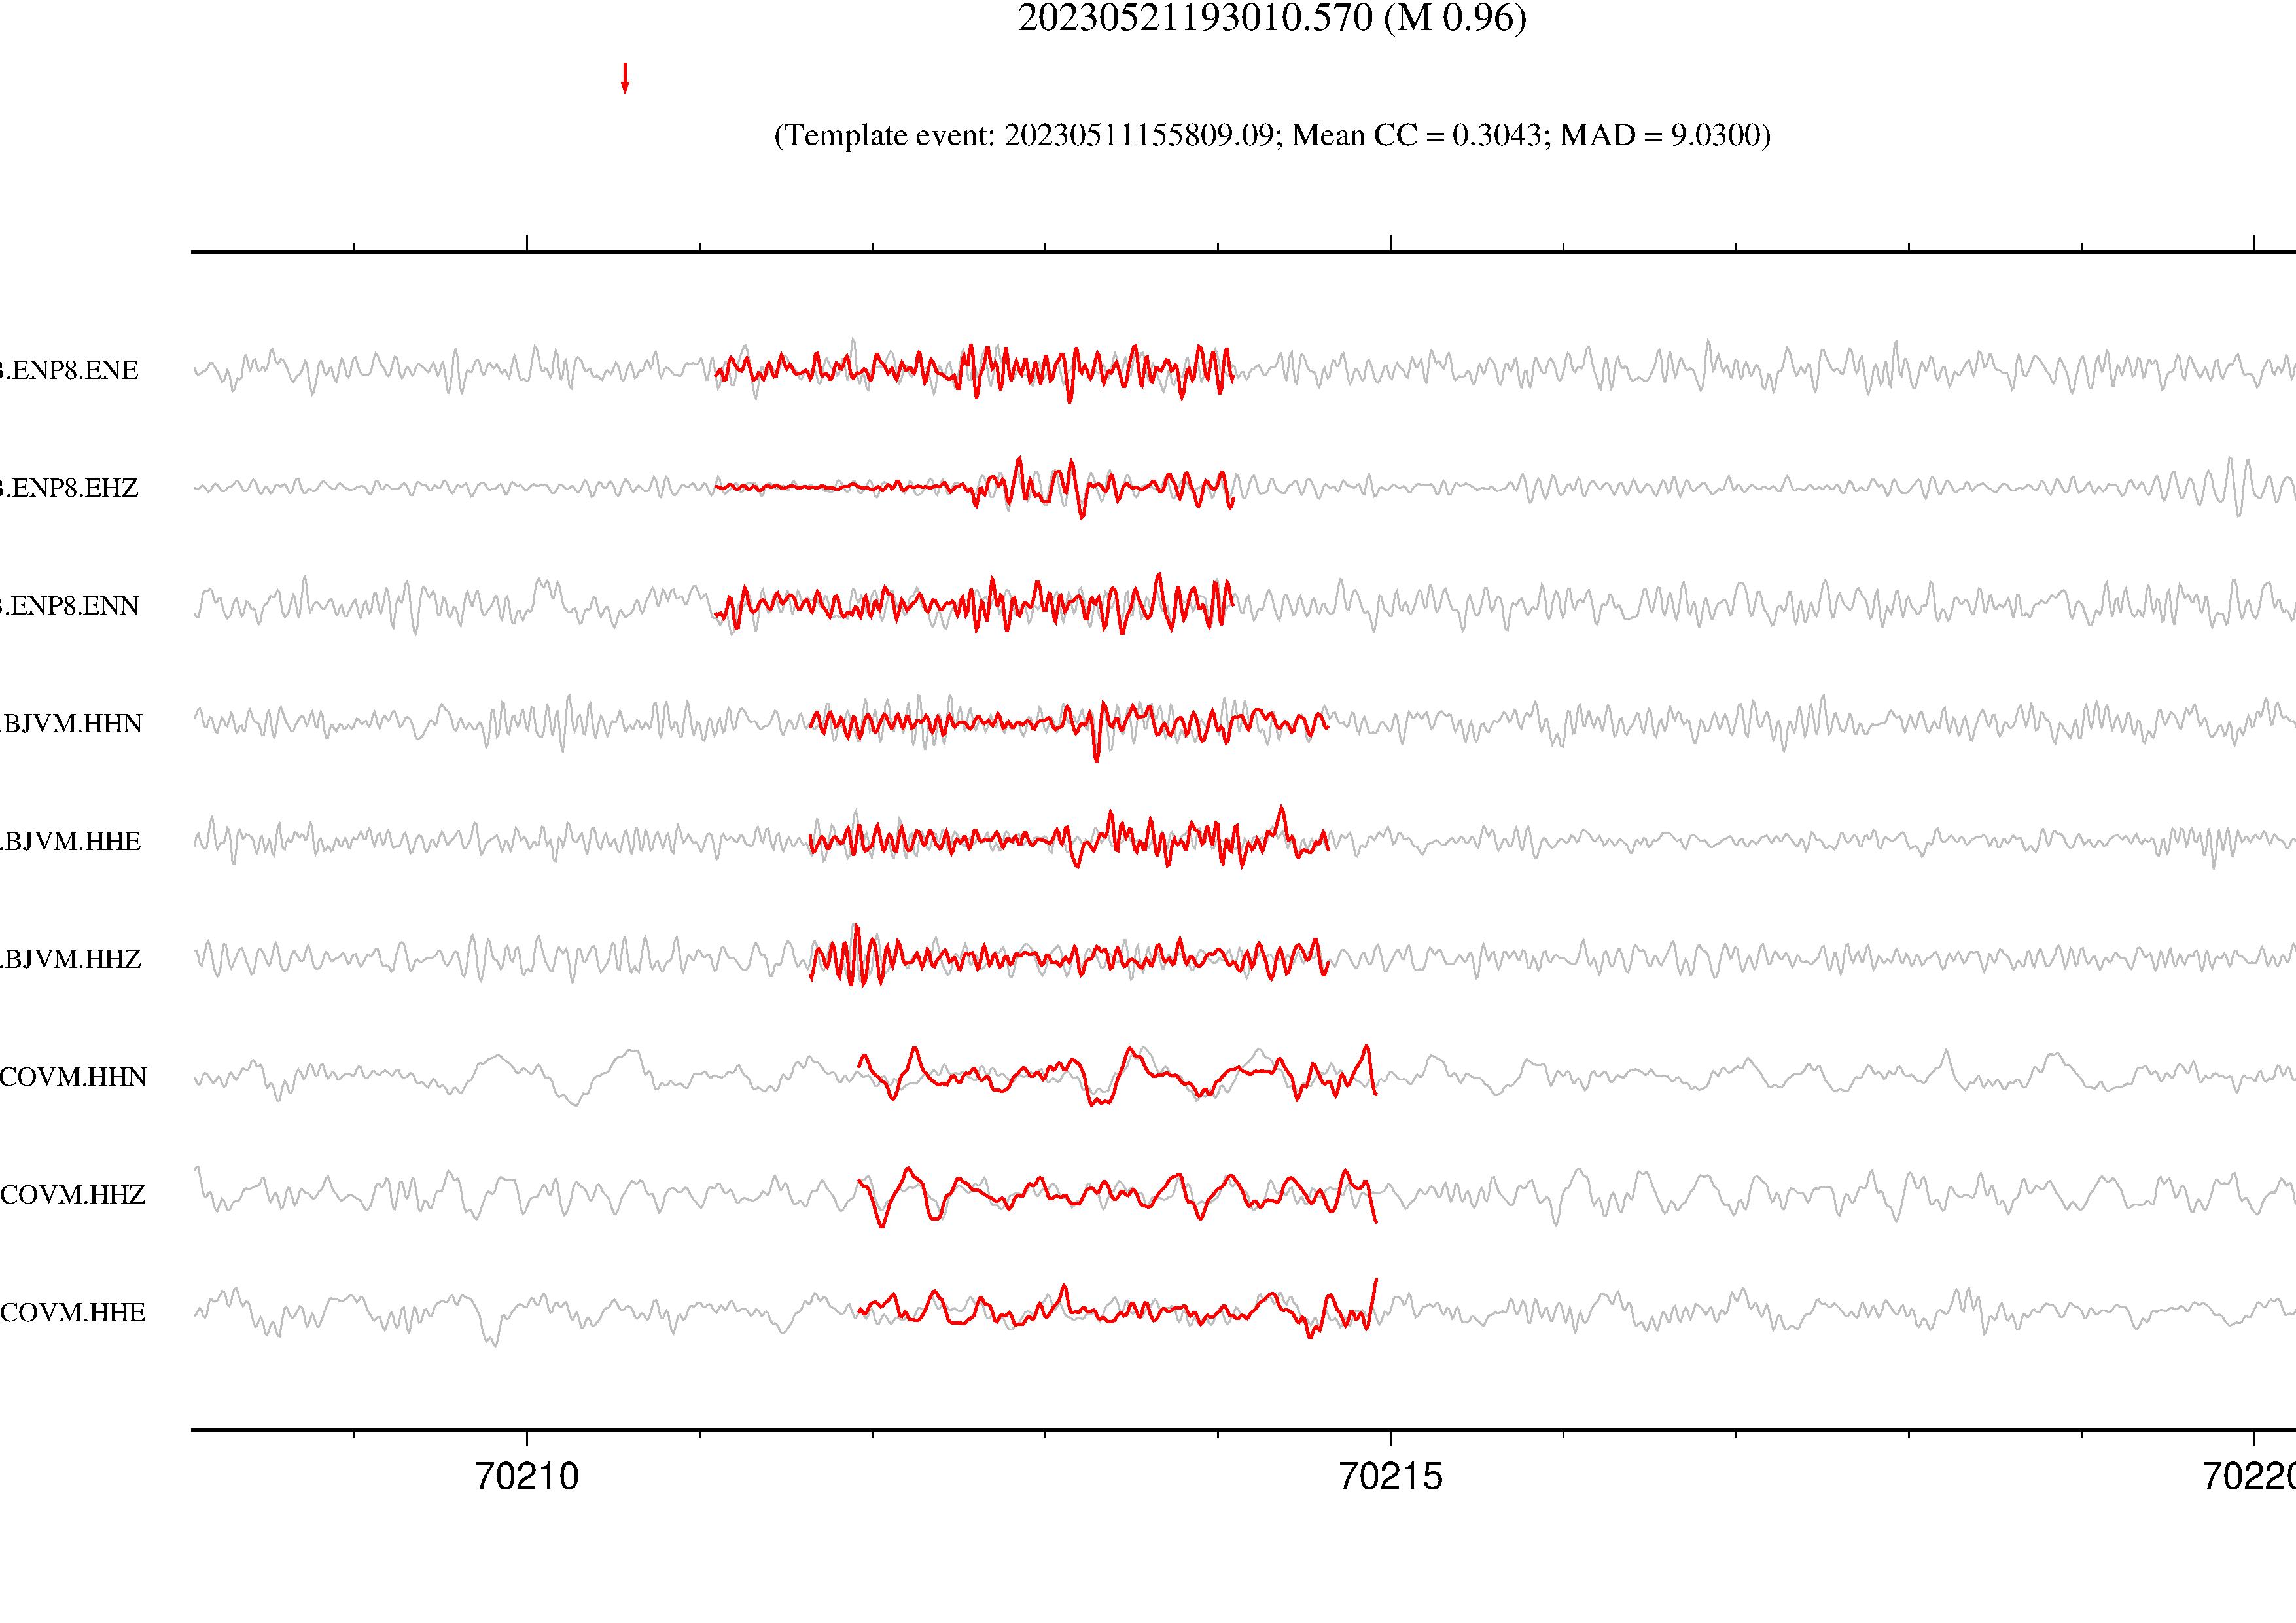 20230521193010.570 (M 0.96)
(Template event: 20230511155809.09; Mean CC = 0.3043; MAD = 9.0300)
.ENP8.ENE
.ENP8.EHZ
.ENP8.ENN
.BJVM.HHN
.BJVM.HHE
.BJVM.HHZ
COVM.HHN
COVM.HHZ
COVM.HHE
70210 70215 7022